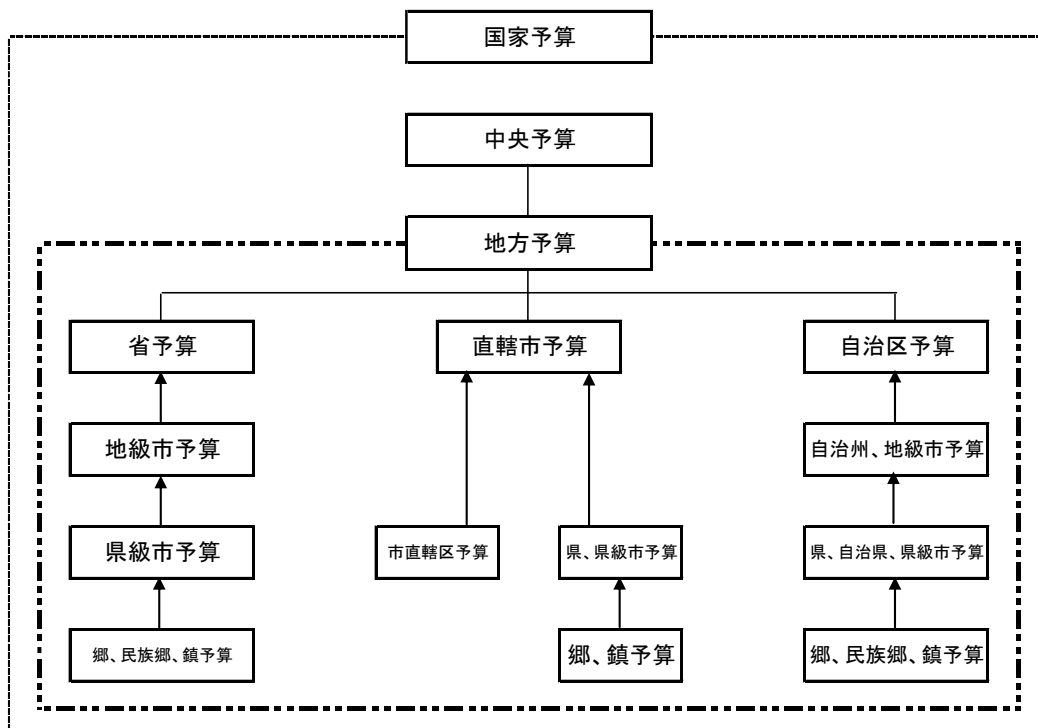 国家予算
中央予算
地方予算
省予算
直轄市予算
自治区予算
地級市予算
自治州、地級市予算
県級市予算
市直轄区予算
県、県級市予算
県、自治県、県級市予算
郷、民族郷、鎮予算
郷、鎮予算
郷、民族郷、鎮予算